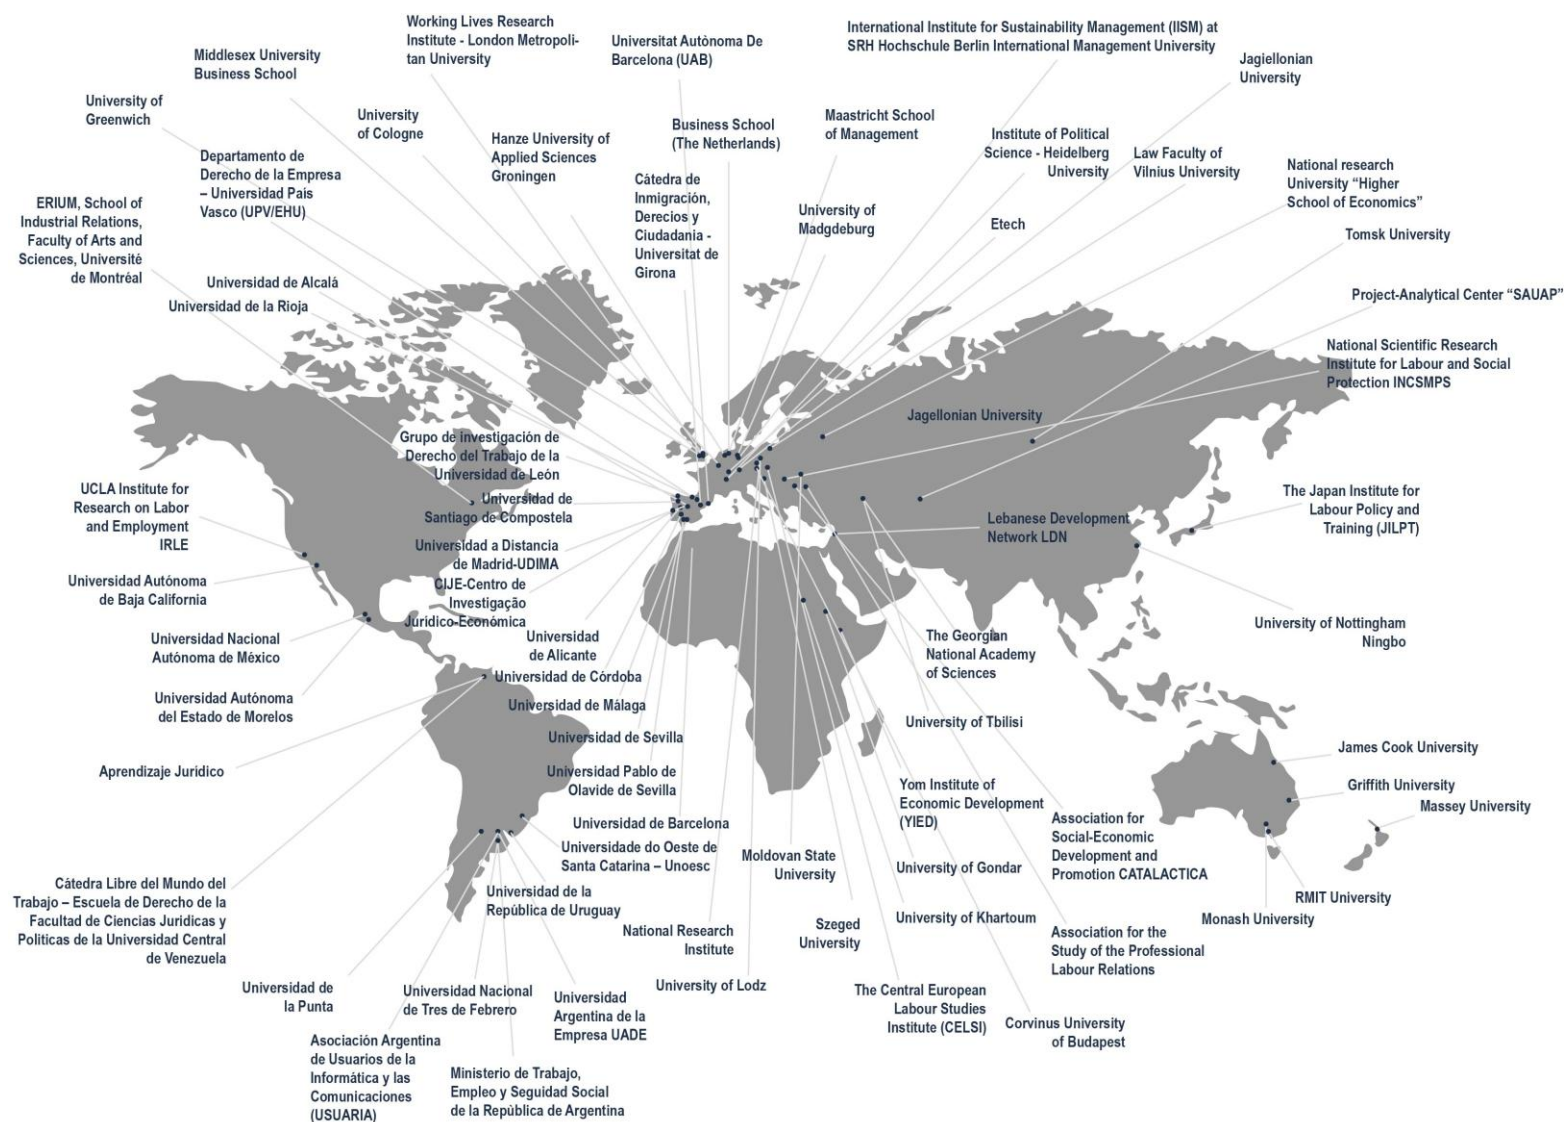 Working Lives Research
Institute - London Metropoli-
tan University
Middlesex University
Business School
Universitat Autònoma De
Barcelona (UAB)
International Institute for Sustainability Management (IISM) at
SRH Hochschule Berlin International Management University
Jagiellonian
University
University of
Greenwich
University
of Cologne
Hanze University of
Applied Sciences
Groningen
Business School
(The Netherlands)
Maastricht School
of Management
Institute of Political
Science - Heidelberg
University
Law Faculty of
Vilnius University
National research
University “Higher
School of Economics”
Departamento de
Derecho de la Empresa
– Universidad País
Vasco (UPV/EHU)
Cátedra de
Inmigración,
Derecios y
Ciudadania -
Universitat de
Girona
University of
Madgdeburg
Etech
Tomsk University
ERIUM, School of
Industrial Relations,
Faculty of Arts and
Sciences, Université
de Montréal
Universidad de Alcalá
Universidad de la Rioja
Project-Analytical Center “SAUAP”
National Scientific Research
Institute for Labour and Social
Protection INCSMPS
Jagellonian University
Grupo de investigación de
Derecho del Trabajo de la
Universidad de León
UCLA Institute for
Research on Labor
and Employment
IRLE
Universidad de
Santiago de Compostela
The Japan Institute for
Labour Policy and
Training (JILPT)
Lebanese Development
Network LDN
Universidad a Distancia
de Madrid-UDIMA
Universidad Autónoma
de Baja California
CIJE-Centro de
Investigação
Jurídico-Económica
Universidad Nacional
Autónoma de México
Universidad
de Alicante
The Georgian
National Academy
of Sciences
University of Nottingham
Ningbo
Universidad de Córdoba
Universidad Autónoma
del Estado de Morelos
Universidad de Málaga
University of Tbilisi
Universidad de Sevilla
James Cook University
Aprendizaje Jurídico
Universidad Pablo de
Olavide de Sevilla
Yom Institute of
Economic Development
(YIED)
Griffith University
Massey University
Universidad de Barcelona
Association for
Social-Economic
Development and
Promotion CATALACTICA
Universidade do Oeste de
Santa Catarina – Unoesc
Moldovan State
University
University of Gondar
Cátedra Libre del Mundo del
Trabajo – Escuela de Derecho de la
Facultad de Ciencias Jurídicas y
Políticas de la Universidad Central
de Venezuela
Universidad de la
República de Uruguay
RMIT University
Monash University
National Research
Institute
Szeged
University
University of Khartoum
Association for the
Study of the Professional
Labour Relations
Universidad de
la Punta
Universidad Nacional
de Tres de Febrero
Universidad
Argentina de la
Empresa UADE
University of Lodz
The Central European
Labour Studies
Institute (CELSI)
Corvinus University
of Budapest
Asociación Argentina
de Usuarios de la
Informática y las
Comunicaciones
(USUARIA)
Ministerio de Trabajo,
Empleo y Seguidad Social
de la República de Argentina